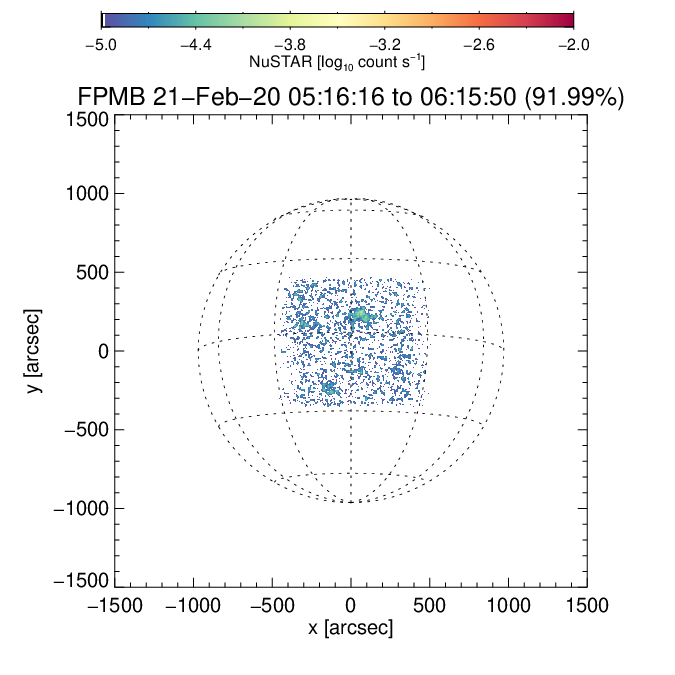 −5.0 −4.4 −3.8 −3.2 −2.6 −2.0
NuSTAR [log₁₀ count s⁻¹]
FPMB 21−Feb−20 05:16:16 to 06:15:50 (91.99%)
1500
1000
500
0
−500
−1000
−1500
y [arcsec]
−1500 −1000 −500 0 500 1000 1500
x [arcsec]